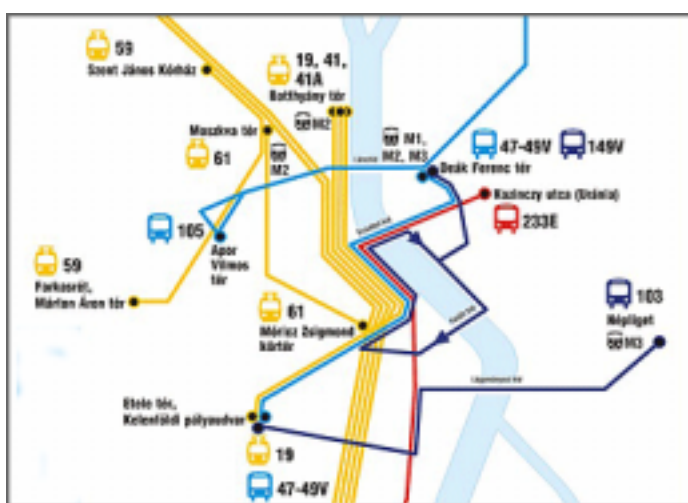 59
Szent János Kórház
19, 41,
41A
Batthyány tér
M2
Moszkva tér
61
M2
M1,
M2, M3
47-49V
149V
Deák Ferenc tér
Kazinczy utca (Uránia)
233E
105
Apor
Vilmos
tér
59
Farkasrét,
Márton Áron tér
61
Móricz Zsigmond
körtér
103
Népliget
M3
Etele tér,
Kelenföldi pályaudvar
19
47-49V